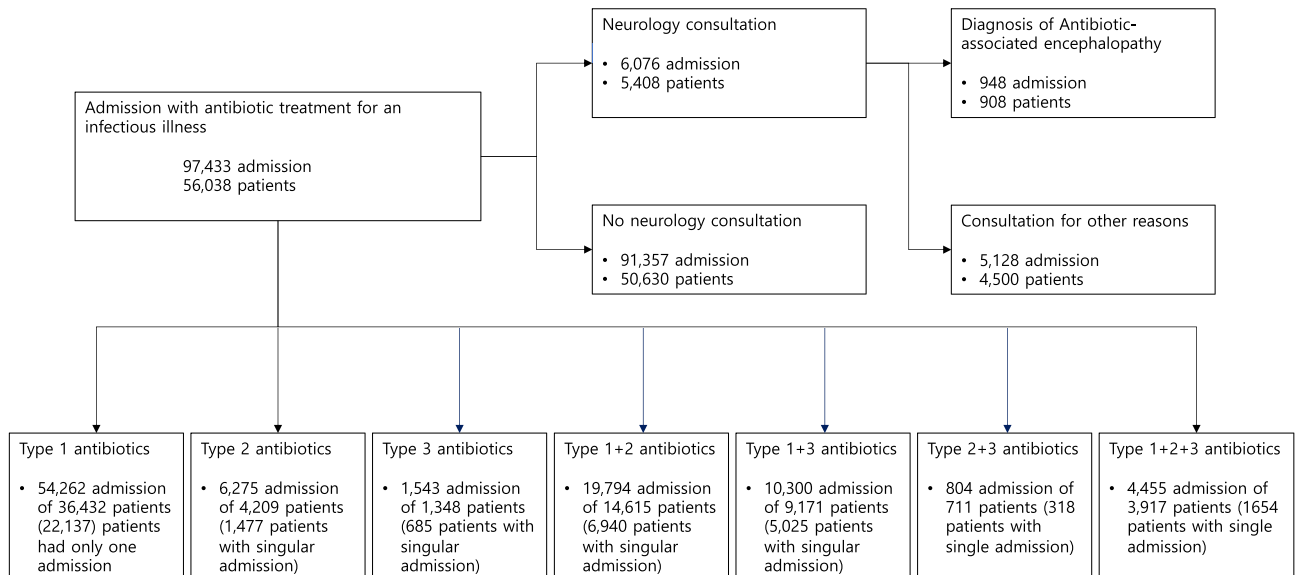 Admission with antibiotic treatment for an
infectious illness
97,433 admission
56,038 patients
Neurology consultation
• 6,076 admission
• 5,408 patients
Diagnosis of Antibiotic-
associated encephalopathy
• 948 admission
• 908 patients
No neurology consultation
• 91,357 admission
• 50,630 patients
Consultation for other reasons
• 5,128 admission
• 4,500 patients
Type 1 antibiotics
• 54,262 admission
of 36,432 patients
(22,137) patients
had only one
admission
Type 2 antibiotics
• 6,275 admission
of 4,209 patients
(1,477 patients
with singular
admission)
Type 3 antibiotics
• 1,543 admission
of 1,348 patients
(685 patients with
singular
admission)
Type 1+2 antibiotics
• 19,794 admission
of 14,615 patients
(6,940 patients
with singular
admission)
Type 1+3 antibiotics
• 10,300 admission
of 9,171 patients
(5,025 patients
with singular
admission)
Type 2+3 antibiotics
• 804 admission of
711 patients (318
patients with
single admission)
Type 1+2+3 antibiotics
• 4,455 admission of
3,917 patients (1654
patients with single
admission)